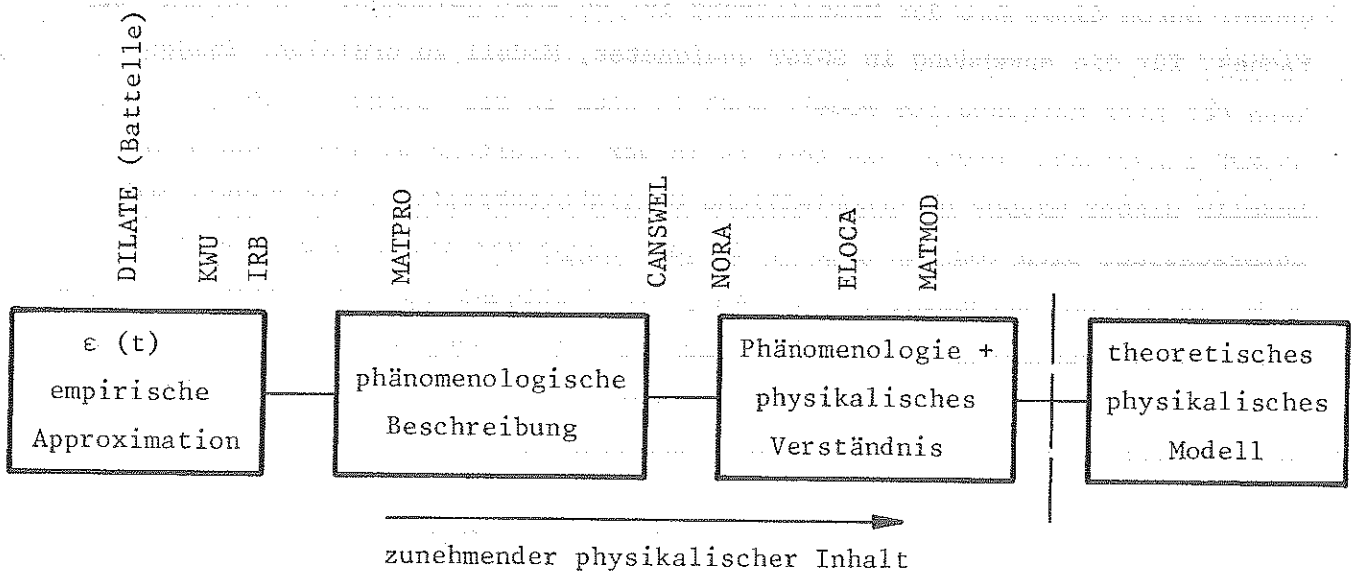 DILATE (Battelle)
KWU
IRB
MATPRO
CANSWEL
NORA
ELOCA
MATMOD
ε (t)
empirische
Approximation
phänomenologische
Beschreibung
Phänomenologie +
physikalisches
Verständnis
theoretisches
physikalisches
Modell
zunehmender physikalischer Inhalt